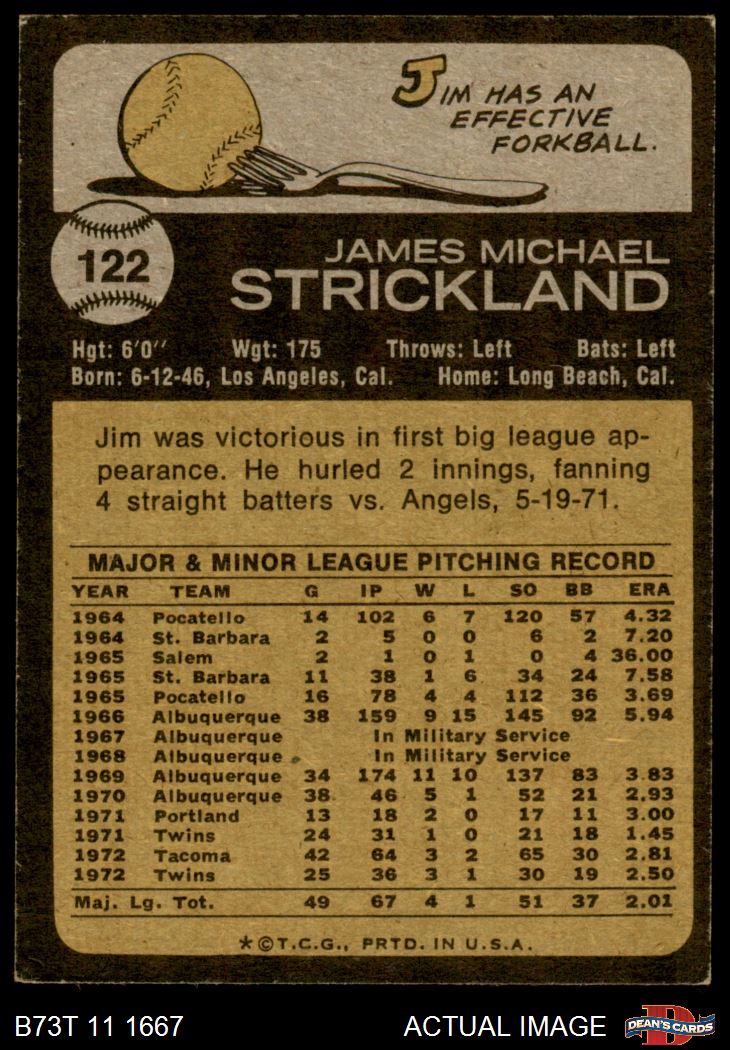 JIM HAS AN
EFFECTIVE
FORKBALL.
122
JAMES MICHAEL
STRICKLAND
Hgt: 6'0'' Wgt: 175 Throws: Left Bats: Left
Born: 6-12-46, Los Angeles, Cal. Home: Long Beach, Cal.
Jim was victorious in first big league ap-
pearance. He hurled 2 innings, fanning
4 straight batters vs. Angels, 5-19-71.
MAJOR & MINOR LEAGUE PITCHING RECORD
YEAR TEAM G IP W L SO BB ERA
1964 Pocatello 14 102 6 7 120 57 4.32
1964 St. Barbara 2 5 0 0 6 2 7.20
1965 Salem 2 1 0 1 0 4 36.00
1965 St. Barbara 11 38 1 6 34 24 7.58
1965 Pocatello 16 78 4 4 112 36 3.69
1966 Albuquerque 38 159 9 15 145 92 5.94
1967 Albuquerque In Military Service
1968 Albuquerque In Military Service
1969 Albuquerque 34 174 11 10 137 83 3.83
1970 Albuquerque 38 46 5 1 52 21 2.93
1971 Portland 13 18 2 0 17 11 3.00
1971 Twins 24 31 1 0 21 18 1.45
1972 Tacoma 42 64 3 2 65 30 2.81
1972 Twins 25 36 3 1 30 19 2.50
Maj. Lg. Tot. 49 67 4 1 51 37 2.01
*©T.C.G., PRTD. IN U.S.A.
B73T 11 1667 ACTUAL IMAGE
D
DEAN'S CARDS